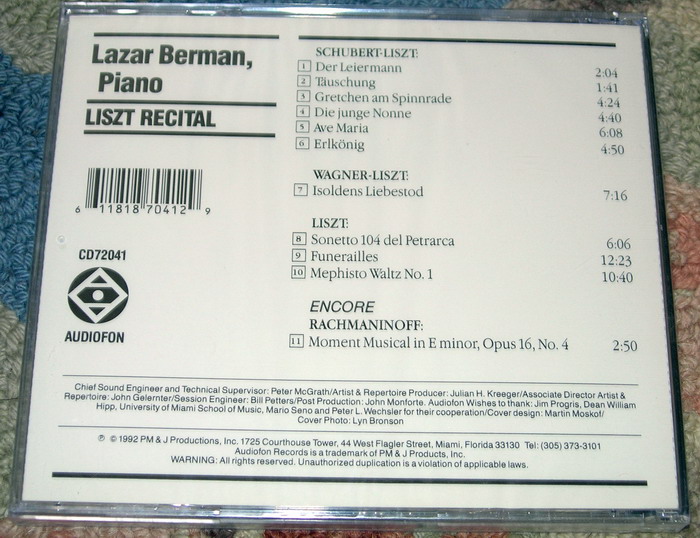 Lazar Berman,
Piano
LISZT RECITAL
6 11818 70412 9
CD72041
AUDIOFON
SCHUBERT-LISZT:
1 Der Leiermann 2:04
2 Täuschung 1:41
3 Gretchen am Spinnrade 4:24
4 Die junge Nonne 4:40
5 Ave Maria 6:08
6 Erlkönig 4:50
WAGNER-LISZT:
7 Isoldens Liebestod 7:16
LISZT:
8 Sonetto 104 del Petrarca 6:06
9 Funerailles 12:23
10 Mephisto Waltz No. 1 10:40
ENCORE
RACHMANINOFF:
11 Moment Musical in E minor, Opus 16, No. 4 2:50
Chief Sound Engineer and Technical Supervisor: Peter McGrath/Artist & Repertoire Producer: Julian H. Kreeger/Associate Director Artist &
Repertoire: John Gelernter/Session Engineer: Bill Petters/Post Production: John Monforte. Audiofon Wishes to thank: Jim Progris, Dean William
Hipp, University of Miami School of Music, Mario Seno and Peter L. Wechsler for their cooperation/Cover design: Martin Moskof/
Cover Photo: Lyn Bronson
℗ © 1992 PM & J Productions, Inc. 1725 Courthouse Tower, 44 West Flagler Street, Miami, Florida 33130 Tel: (305) 373-3101
Audiofon Records is a trademark of PM & J Products, Inc.
WARNING: All rights reserved. Unauthorized duplication is a violation of applicable laws.